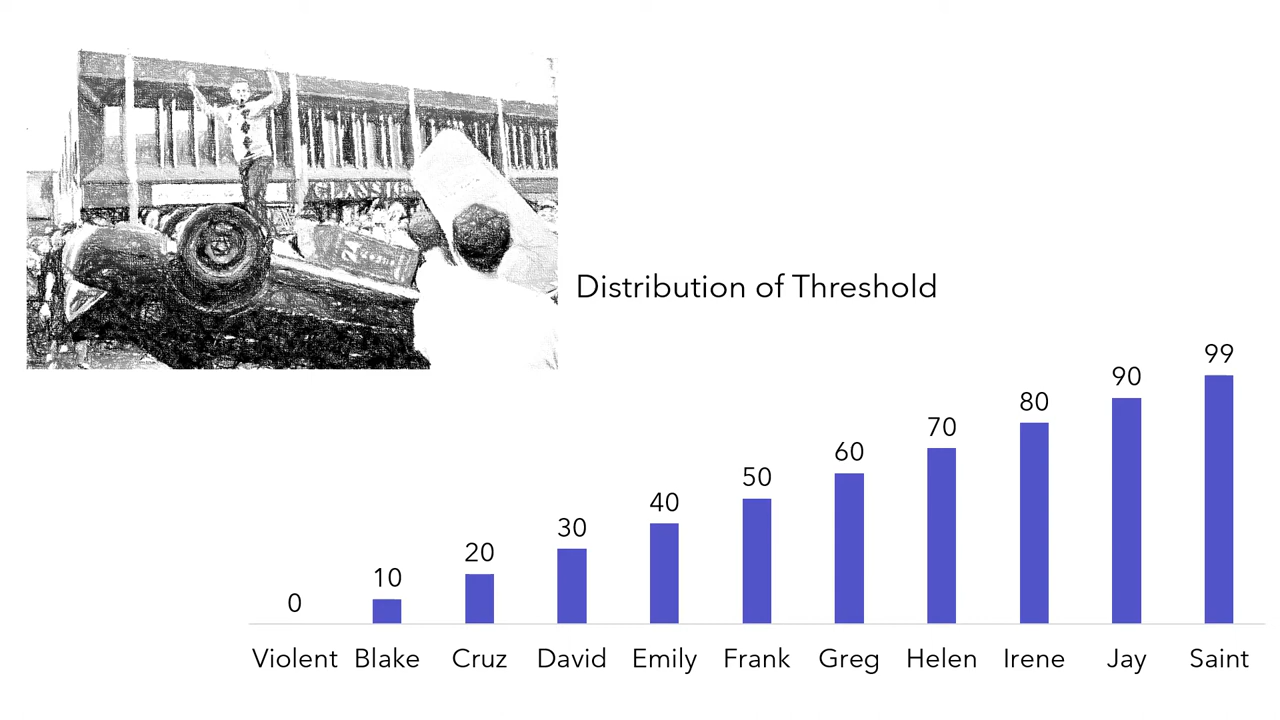 CLASSIC
Distribution of Threshold
0 10 20 30 40 50 60 70 80 90 99
Violent Blake Cruz David Emily Frank Greg Helen Irene Jay Saint